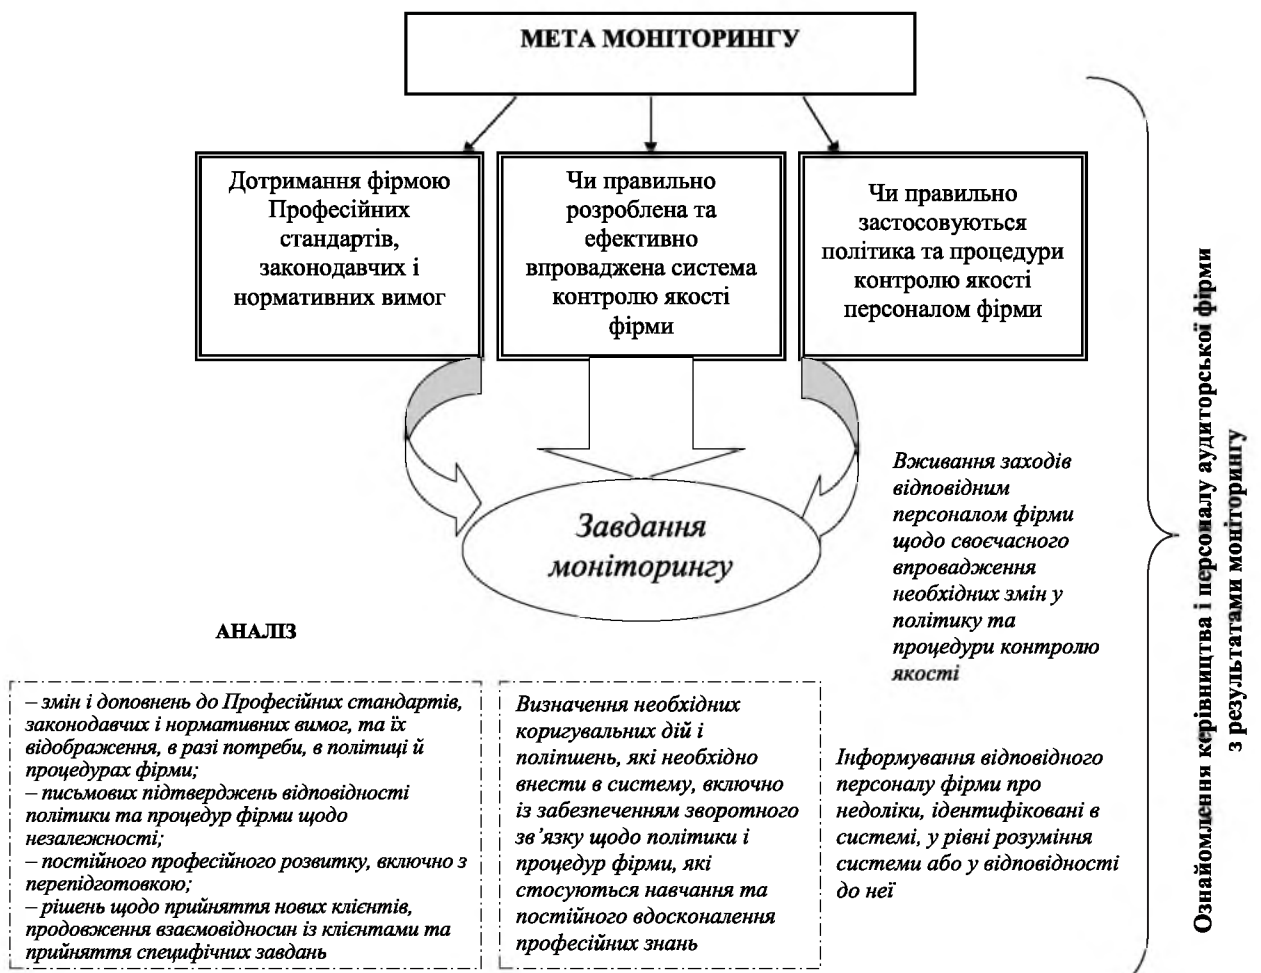 МЕТА МОНІТОРИНГУ
Дотримання фірмою
Професійних
стандартів,
законодавчих і
нормативних вимог
Чи правильно
розроблена та
ефективно
впроваджена система
контролю якості
фірми
Чи правильно
застосовуються
політика та процедури
контролю якості
персоналом фірми
Завдання
моніторингу
Вживання заходів
відповідним
персоналом фірми
щодо своєчасного
впровадження
необхідних змін у
політику та
процедури контролю
якості
АНАЛІЗ
– змін і доповнень до Професійних стандартів,
законодавчих і нормативних вимог, та їх
відображення, в разі потреби, в політиці й
процедурах фірми;
– письмових підтверджень відповідності
політики та процедур фірми щодо
незалежності;
– постійного професійного розвитку, включно з
перепідготовкою;
– рішень щодо прийняття нових клієнтів,
продовження взаємовідносин із клієнтами та
прийняття специфічних завдань
Визначення необхідних
коригувальних дій і
поліпшень, які необхідно
внести в систему, включно
із забезпеченням зворотного
зв’язку щодо політики і
процедур фірми, які
стосуються навчання та
постійного вдосконалення
професійних знань
Інформування відповідного
персоналу фірми про
недоліки, ідентифіковані в
системі, у рівні розуміння
системи або у відповідності
до неї
Ознайомлення керівництва і персоналу аудиторської фірми
з результатами моніторингу